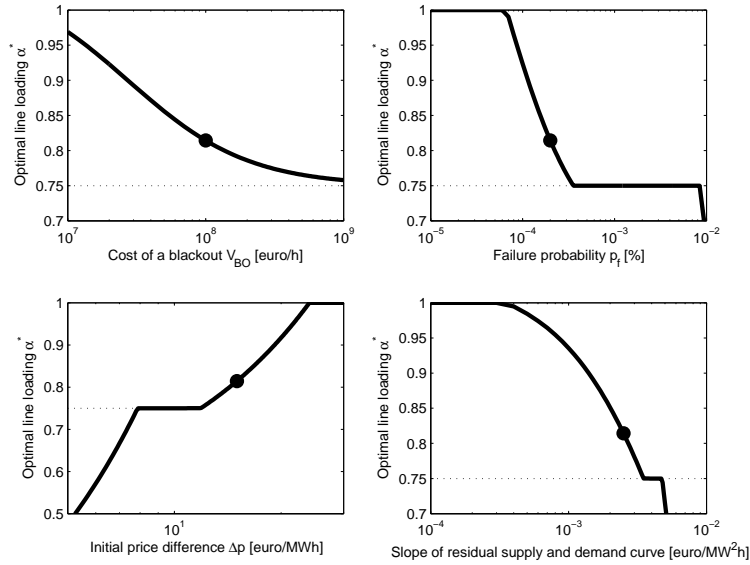 1
0.95
0.9
0.85
0.8
0.75
0.7
Optimal line loading α*
10^7 10^8 10^9
Cost of a blackout V_BO [euro/h]
1
0.95
0.9
0.85
0.8
0.75
0.7
Optimal line loading α*
10^-5 10^-4 10^-3 10^-2
Failure probability p_f [%]
1
0.9
0.8
0.7
0.6
0.5
Optimal line loading α*
10^1
Initial price difference Δp [euro/MWh]
1
0.95
0.9
0.85
0.8
0.75
0.7
Optimal line loading α*
10^-4 10^-3 10^-2
Slope of residual supply and demand curve [euro/MW^2h]